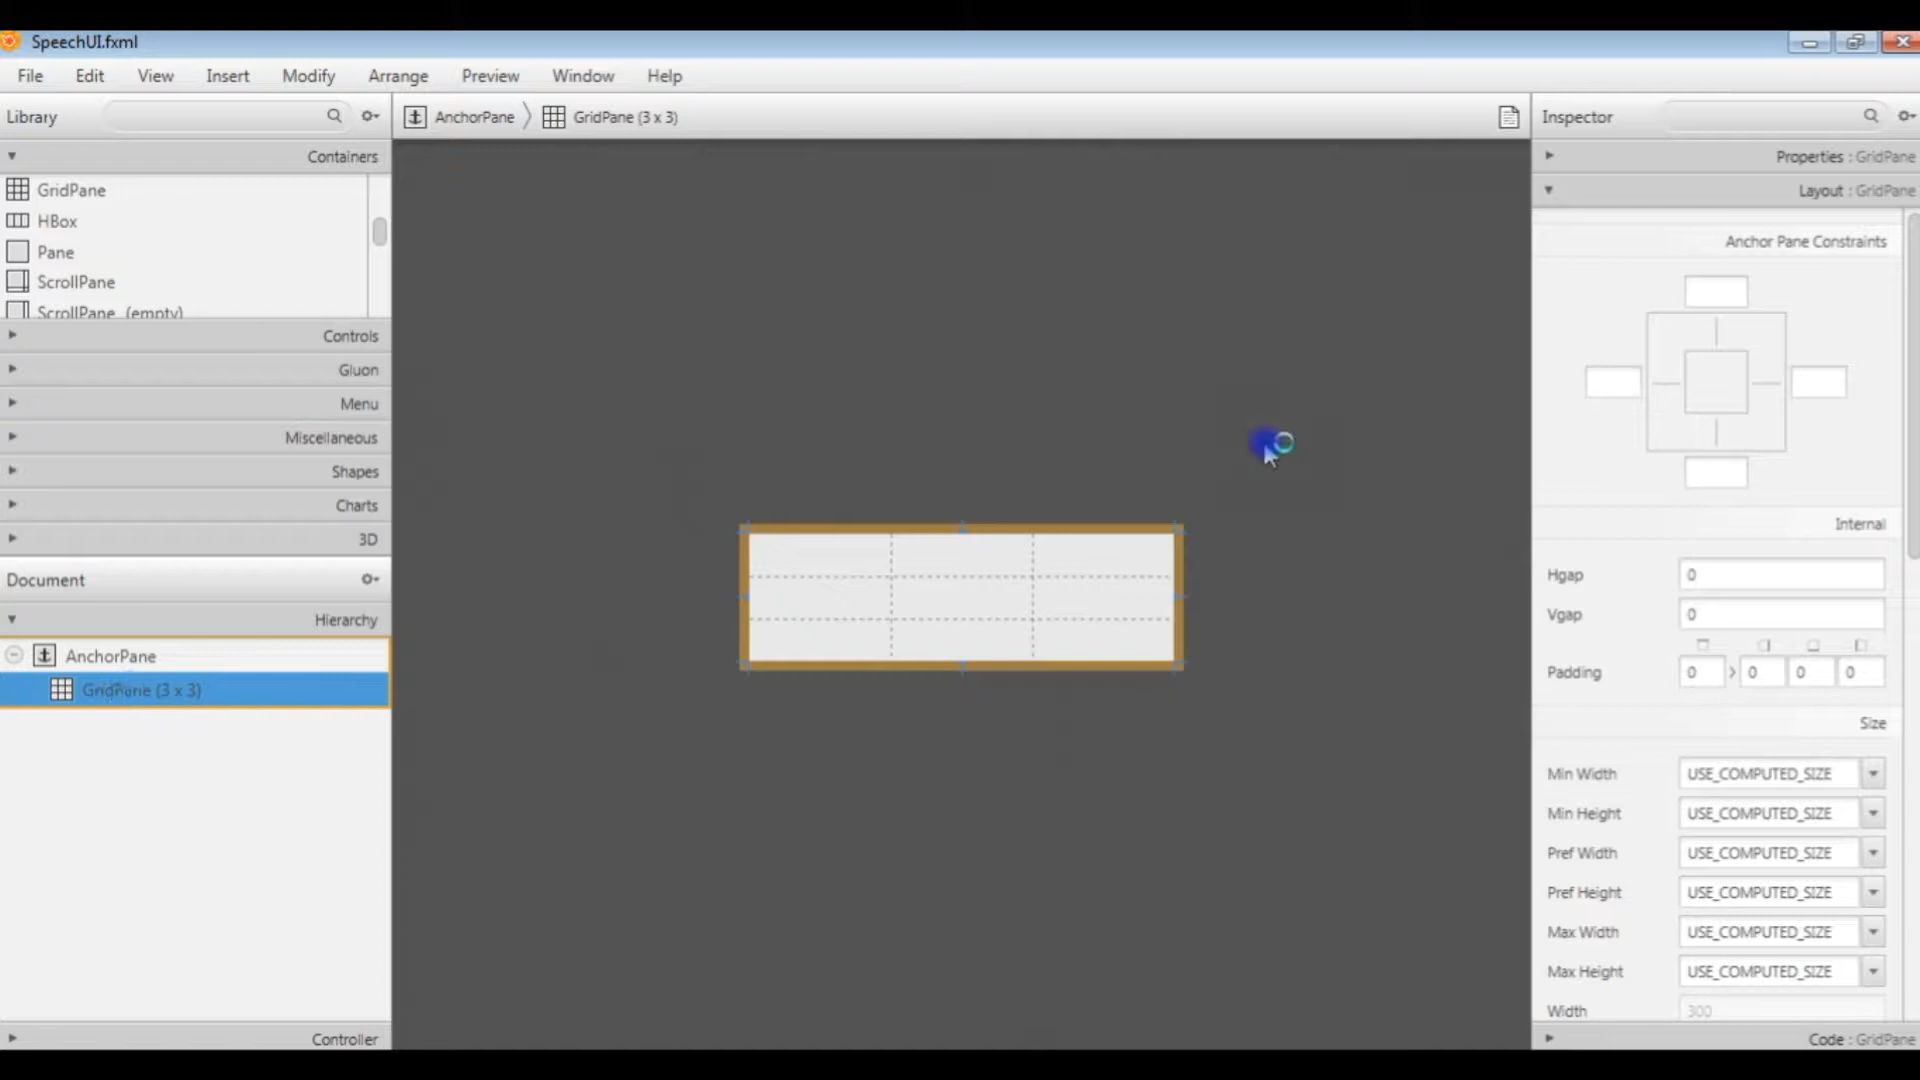 SpeechUI.fxml
File Edit View Insert Modify Arrange Preview Window Help
Library
AnchorPane GridPane (3 x 3)
Inspector
Containers
GridPane
HBox
Pane
ScrollPane
ScrollPane (empty)
Controls
Gluon
Menu
Miscellaneous
Shapes
Charts
3D
Document
Hierarchy
AnchorPane
GridPane (3 x 3)
Controller
Properties : GridPane
Layout : GridPane
Anchor Pane Constraints
Internal
Hgap 0
Vgap 0
Padding 0 > 0 0 0
Size
Min Width USE_COMPUTED_SIZE
Min Height USE_COMPUTED_SIZE
Pref Width USE_COMPUTED_SIZE
Pref Height USE_COMPUTED_SIZE
Max Width USE_COMPUTED_SIZE
Max Height USE_COMPUTED_SIZE
Width 300
Code : GridPane